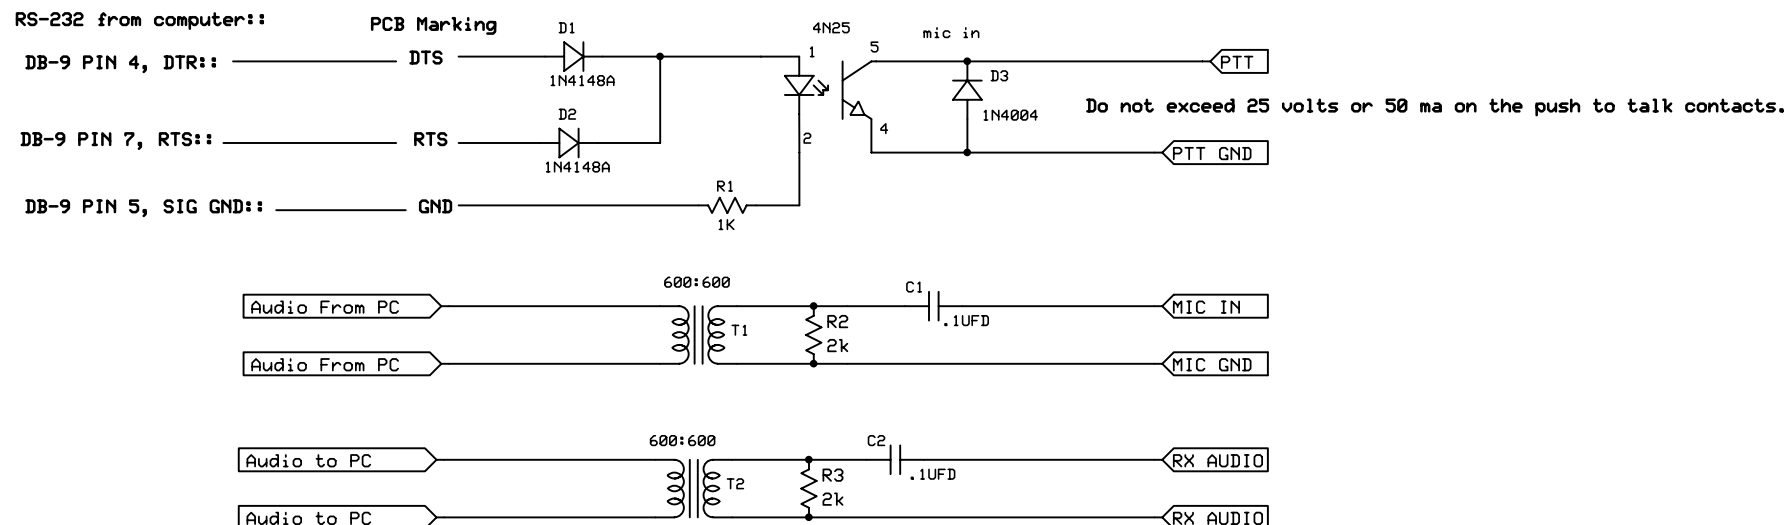 RS-232 from computer::
PCB Marking
D1
4N25
mic in
DB-9 PIN 4, DTR::
DTS
1N4148A
1
5
PTT
D3
1N4004
Do not exceed 25 volts or 50 ma on the push to talk contacts.
D2
DB-9 PIN 7, RTS::
RTS
1N4148A
2
4
PTT GND
R1
DB-9 PIN 5, SIG GND::
GND
1K
600:600
C1
Audio From PC
.1UFD
MIC IN
T1
R2
2k
Audio From PC
MIC GND
600:600
C2
Audio to PC
.1UFD
RX AUDIO
T2
R3
2k
Audio to PC
RX AUDIO